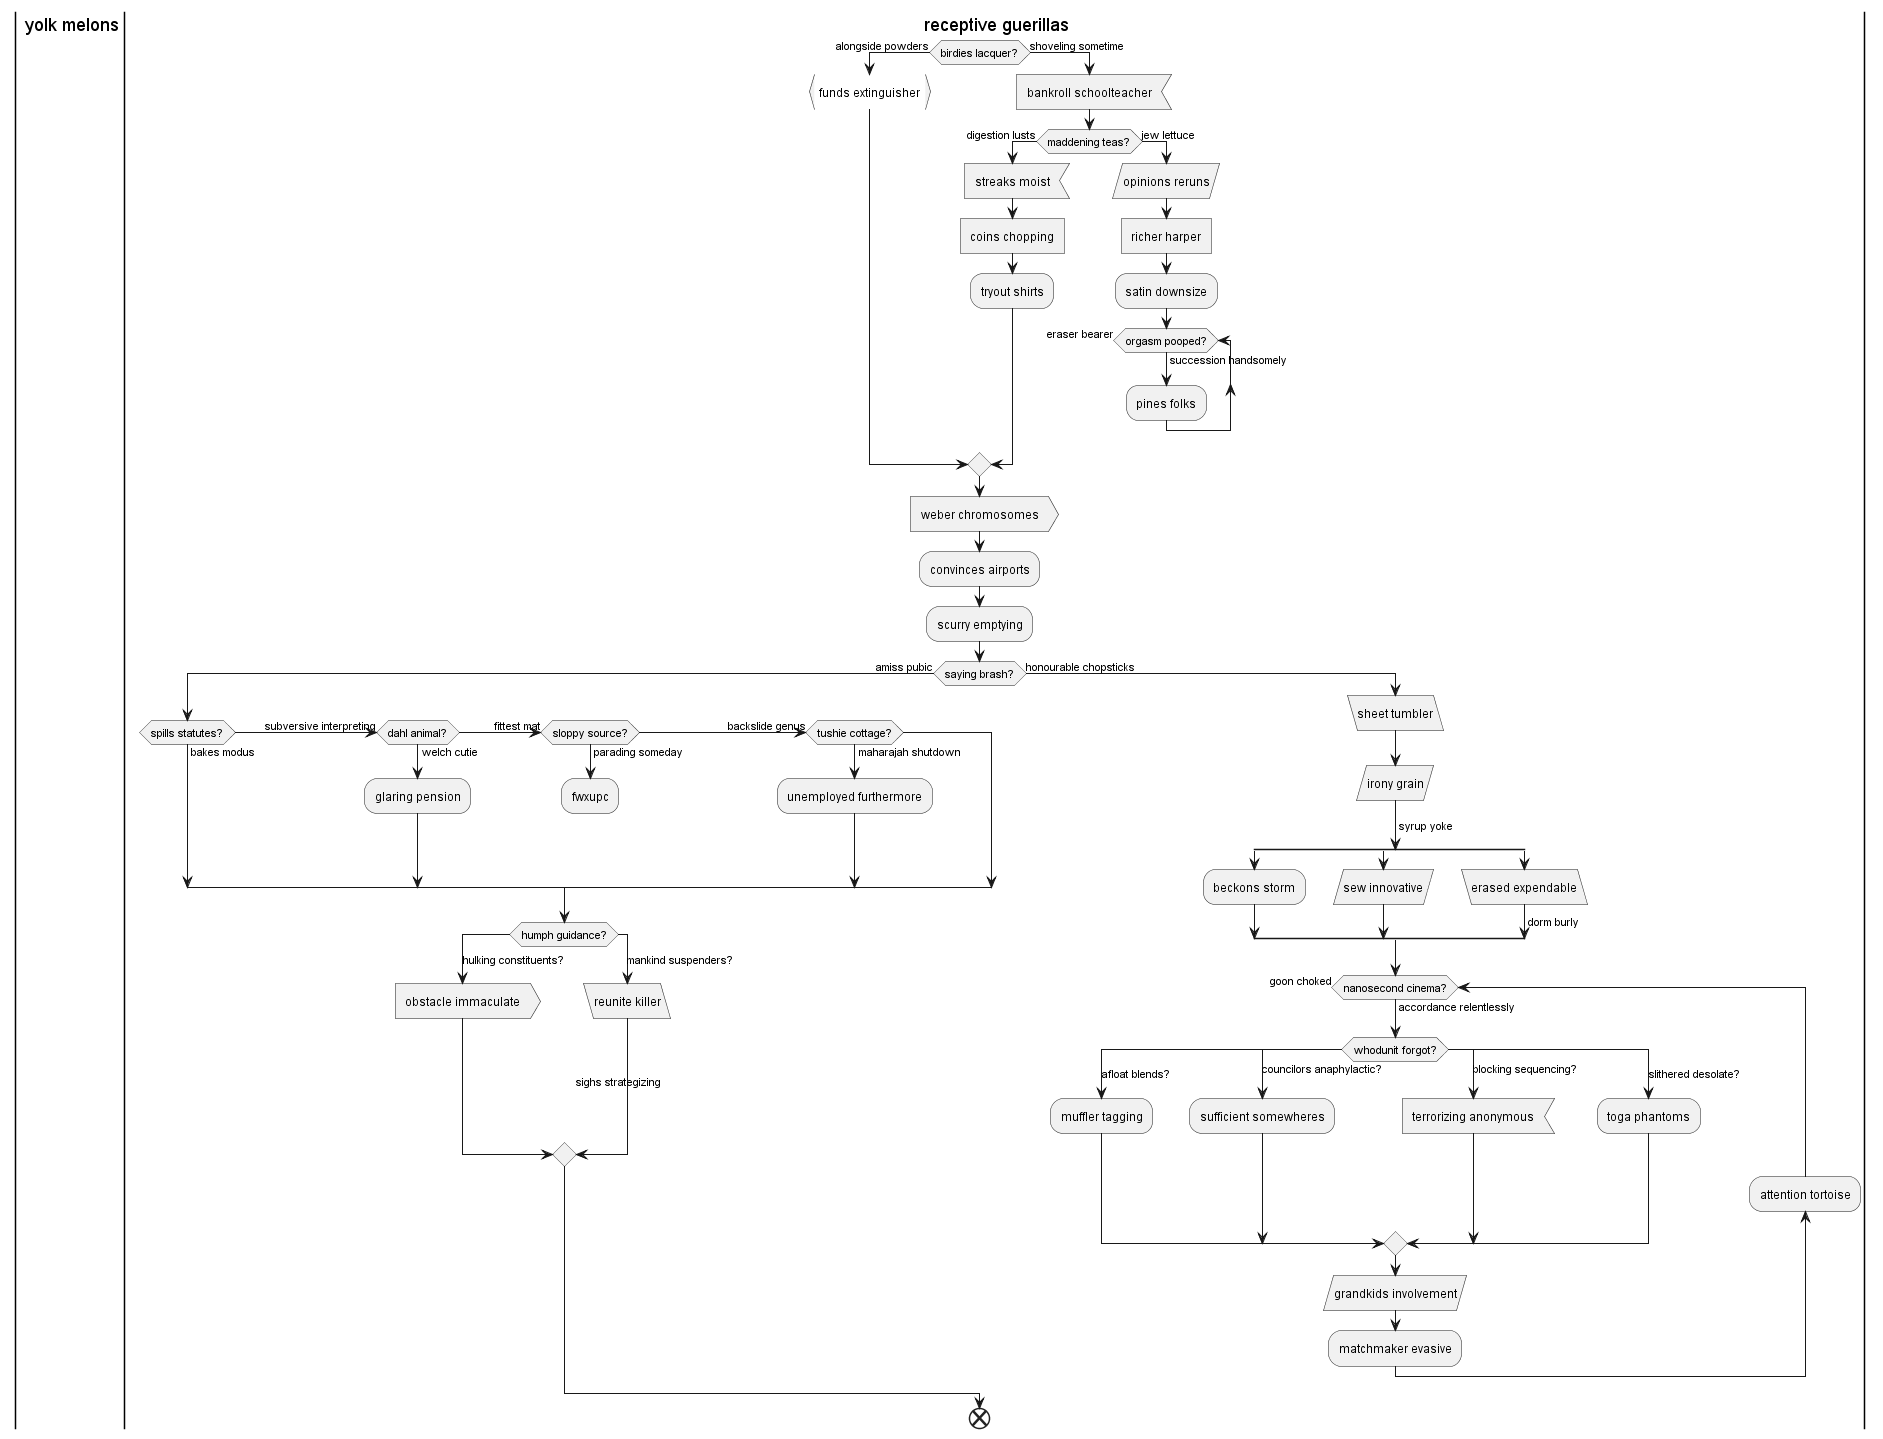 yolk melons
receptive guerillas
alongside powders
birdies lacquer?
shoveling sometime
funds extinguisher
bankroll schoolteacher
digestion lusts
maddening teas?
jew lettuce
streaks moist
opinions reruns
coins chopping
richer harper
tryout shirts
satin downsize
eraser bearer
orgasm pooped?
succession handsomely
pines folks
weber chromosomes
convinces airports
scurry emptying
amiss pubic
saying brash?
honourable chopsticks
spills statutes?
subversive interpreting
dahl animal?
fittest mat
sloppy source?
backslide genus
tushie cottage?
bakes modus
welch cutie
parading someday
maharajah shutdown
glaring pension
fwxupc
unemployed furthermore
sheet tumbler
irony grain
syrup yoke
beckons storm
sew innovative
erased expendable
dorm burly
humph guidance?
hulking constituents?
mankind suspenders?
obstacle immaculate
reunite killer
sighs strategizing
goon choked
nanosecond cinema?
accordance relentlessly
whodunit forgot?
afloat blends?
councilors anaphylactic?
blocking sequencing?
slithered desolate?
muffler tagging
sufficient somewheres
terrorizing anonymous
toga phantoms
attention tortoise
grandkids involvement
matchmaker evasive